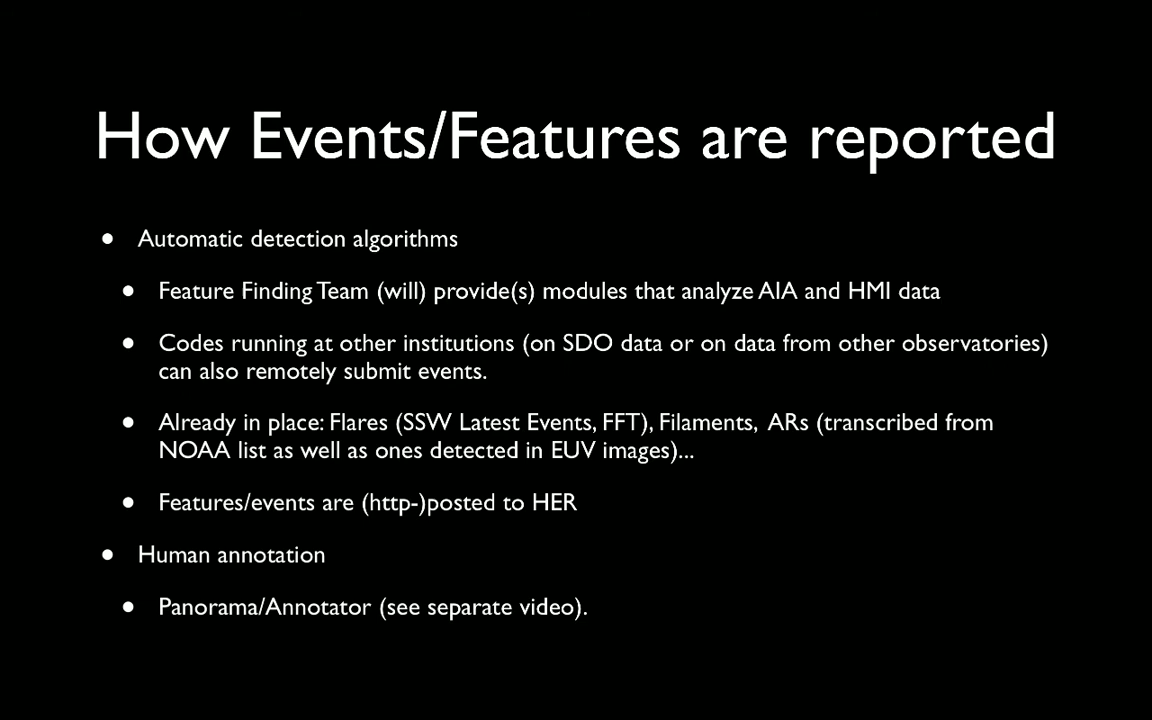 How Events/Features are reported
• Automatic detection algorithms
• Feature Finding Team (will) provide(s) modules that analyze AIA and HMI data
• Codes running at other institutions (on SDO data or on data from other observatories)
can also remotely submit events.
• Already in place: Flares (SSW Latest Events, FFT), Filaments, ARs (transcribed from
NOAA list as well as ones detected in EUV images)...
• Features/events are (http-)posted to HER
• Human annotation
• Panorama/Annotator (see separate video).